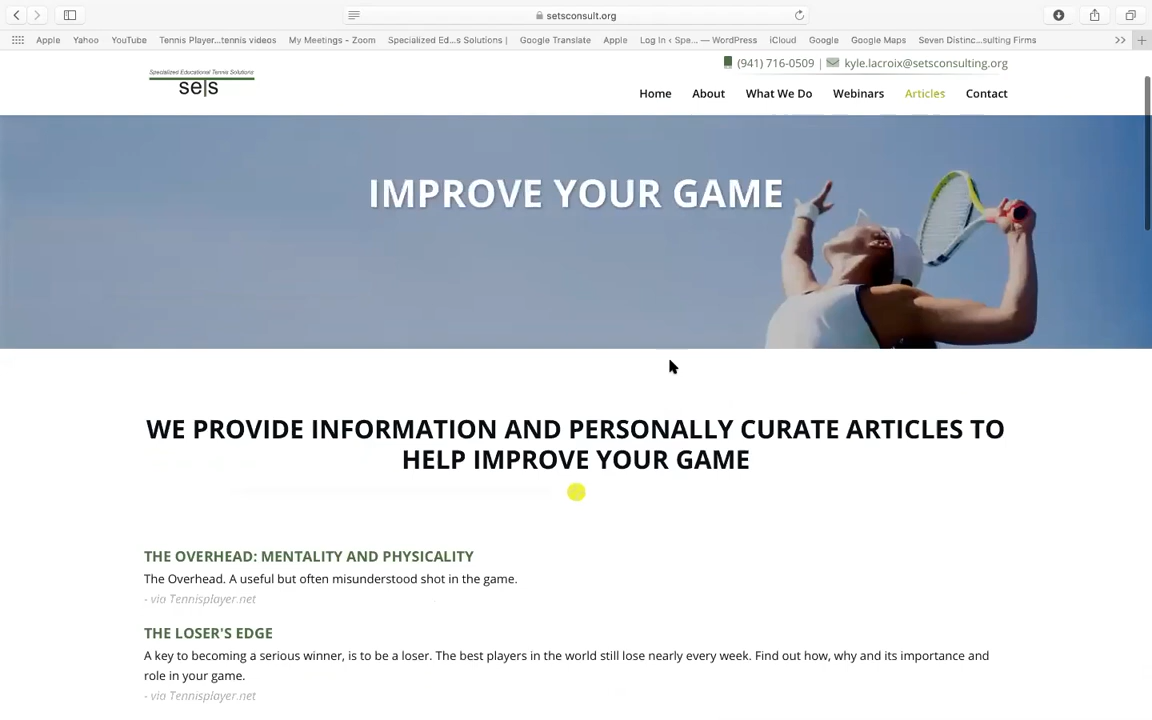 setsconsult.org
Apple Yahoo YouTube Tennis Player...tennis videos My Meetings - Zoom Specialized Ed...s Solutions | Google Translate Apple Log In ‹ Spe... — WordPress iCloud Google Google Maps Seven Distinc...sulting Firms >>
(941) 716-0509 | kyle.lacroix@setsconsulting.org
Specialized Educational Tennis Solutions
sets
Home About What We Do Webinars Articles Contact
IMPROVE YOUR GAME
WE PROVIDE INFORMATION AND PERSONALLY CURATE ARTICLES TO
HELP IMPROVE YOUR GAME
THE OVERHEAD: MENTALITY AND PHYSICALITY
The Overhead. A useful but often misunderstood shot in the game.
- via Tennisplayer.net
THE LOSER'S EDGE
A key to becoming a serious winner, is to be a loser. The best players in the world still lose nearly every week. Find out how, why and its importance and
role in your game.
- via Tennisplayer.net